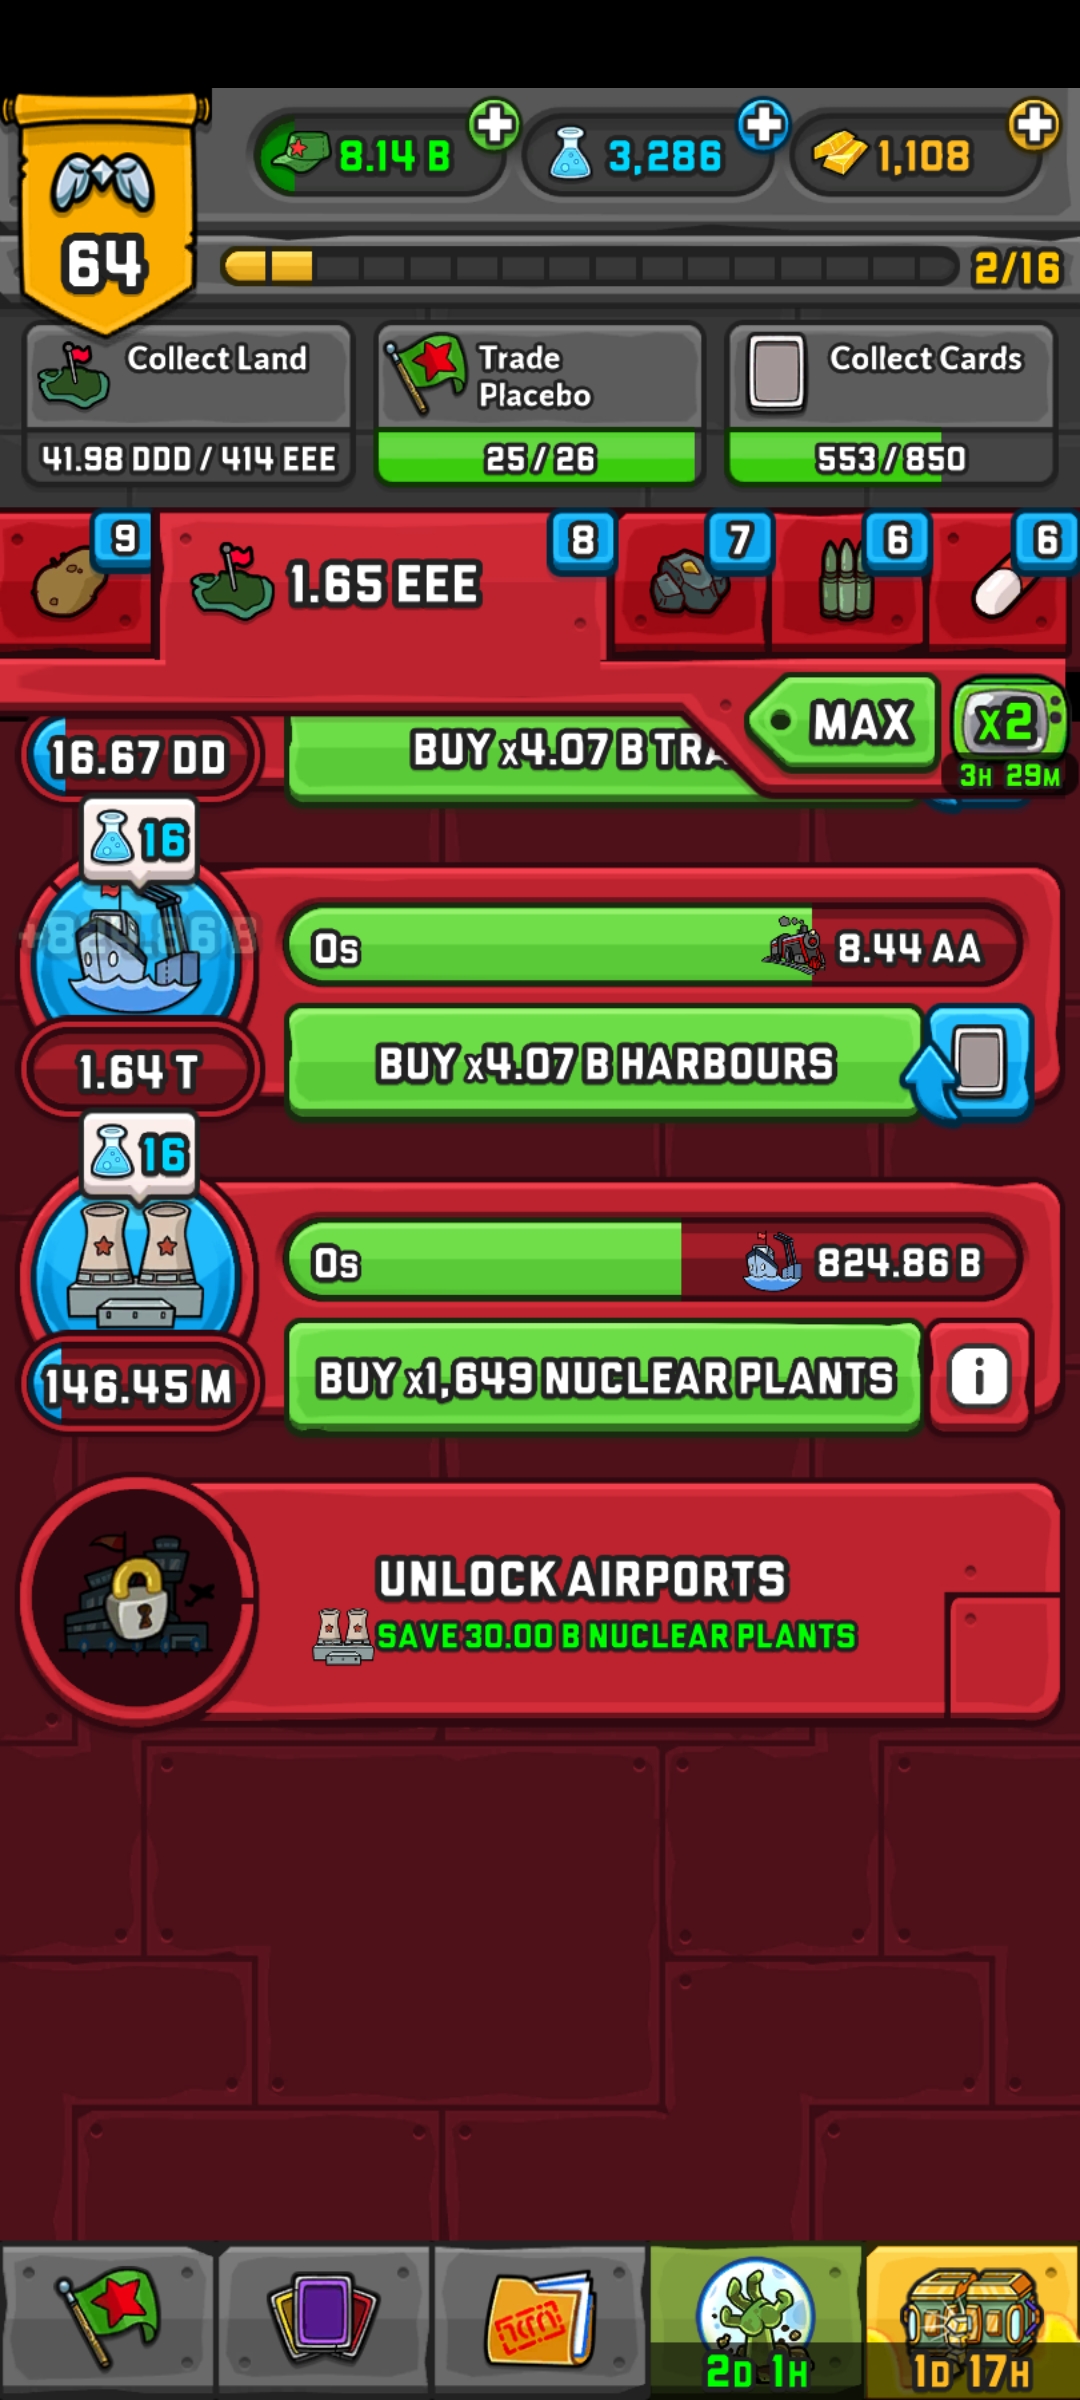 8.14 B
3,286
1,108
64
2/16
Collect Land
41.98 DDD / 414 EEE
Trade
Placebo
25 / 26
Collect Cards
553 / 850
9
1.65 EEE
8
7
6
6
MAX
x2
3H 29M
16.67 DD
BUY x4.07 B TRA
16
+824.86 B
0s
8.44 AA
1.64 T
BUY x4.07 B HARBOURS
16
0s
824.86 B
146.45 M
BUY x1,649 NUCLEAR PLANTS
i
UNLOCK AIRPORTS
SAVE 30.00 B NUCLEAR PLANTS
2D 1H
1D 17H